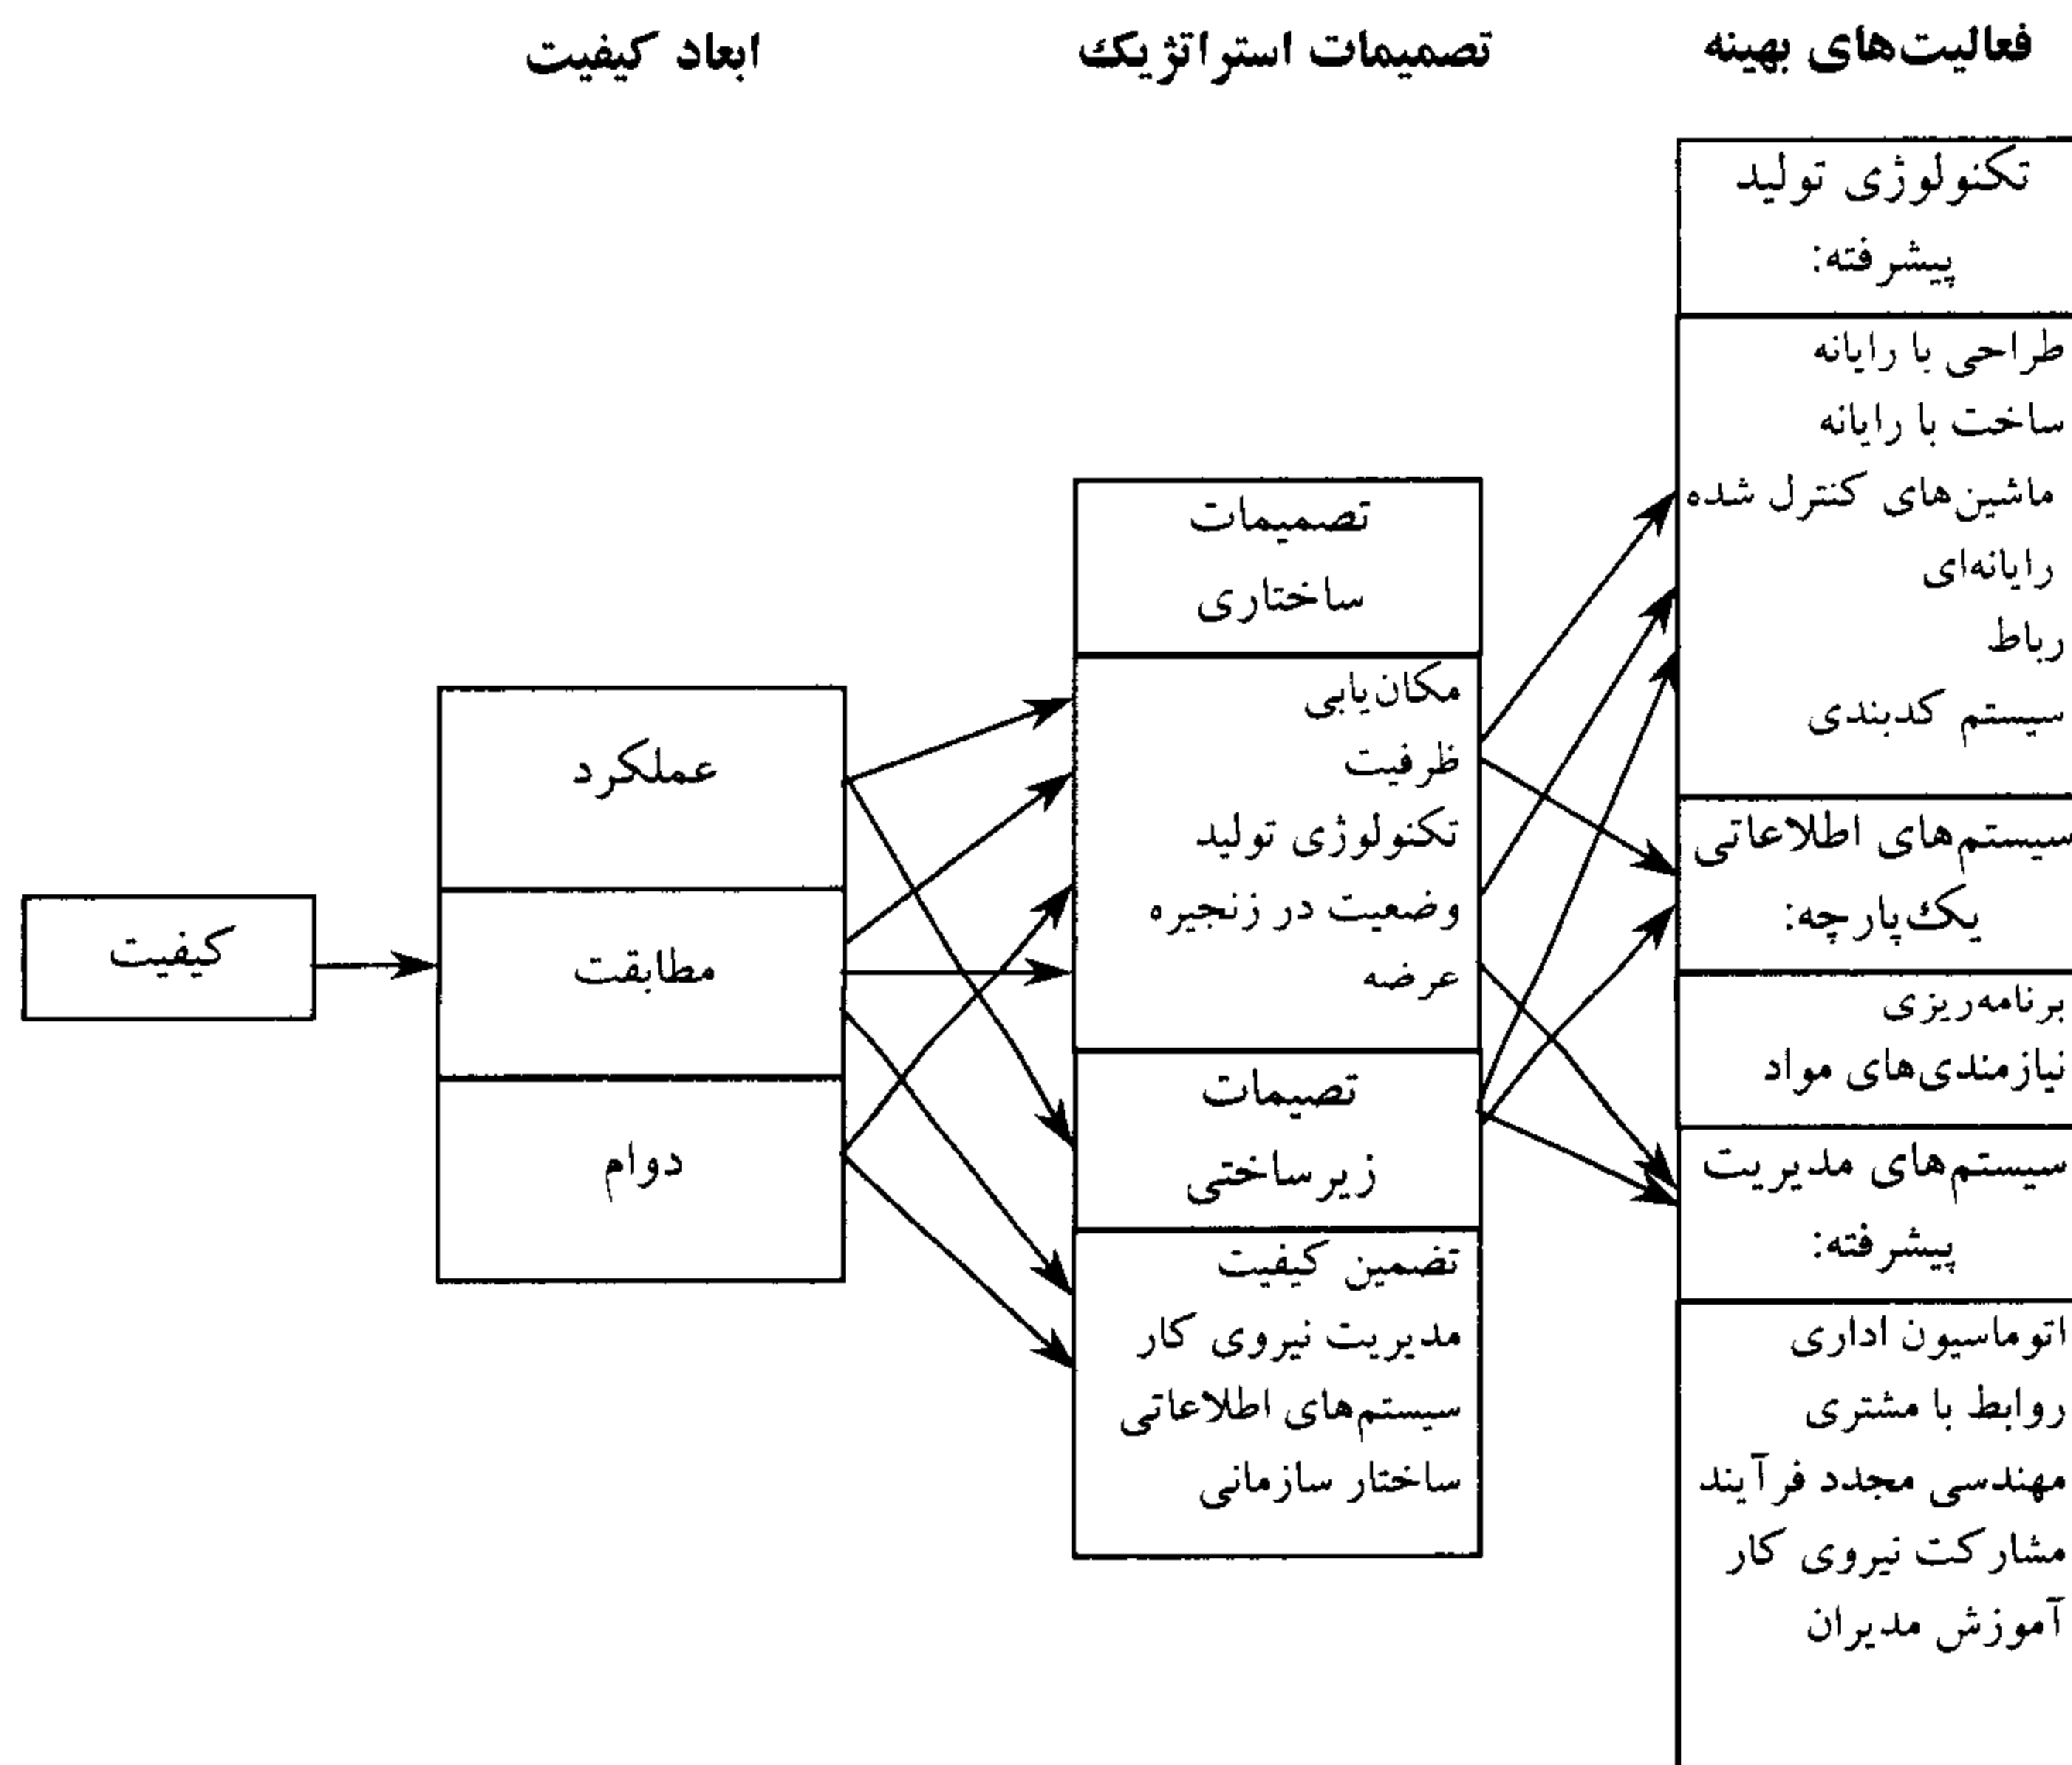 فعالیت‌های بهینه
تصمیمات استراتژیک
ابعاد کیفیت
تکنولوژی تولید
پیشرفته:
طراحی با رایانه
ساخت با رایانه
ماشین‌های کنترل شده
رایانه‌ای
رباط
سیستم کدبندی
سیستم‌های اطلاعاتی
یک‌پارچه:
برنامه‌ریزی
نیازمندی‌های مواد
سیستم‌های مدیریت
پیشرفته:
اتوماسیون اداری
روابط با مشتری
مهندسی مجدد فرآیند
مشارکت نیروی کار
آموزش مدیران
تصمیمات
ساختاری
مکان‌یابی
ظرفیت
تکنولوژی تولید
وضعیت در زنجیره
عرضه
تصیمات
زیرساختی
تضمین کیفیت
مدیریت نیروی کار
سیستم‌های اطلاعاتی
ساختار سازمانی
عملکرد
مطابقت
دوام
کیفیت